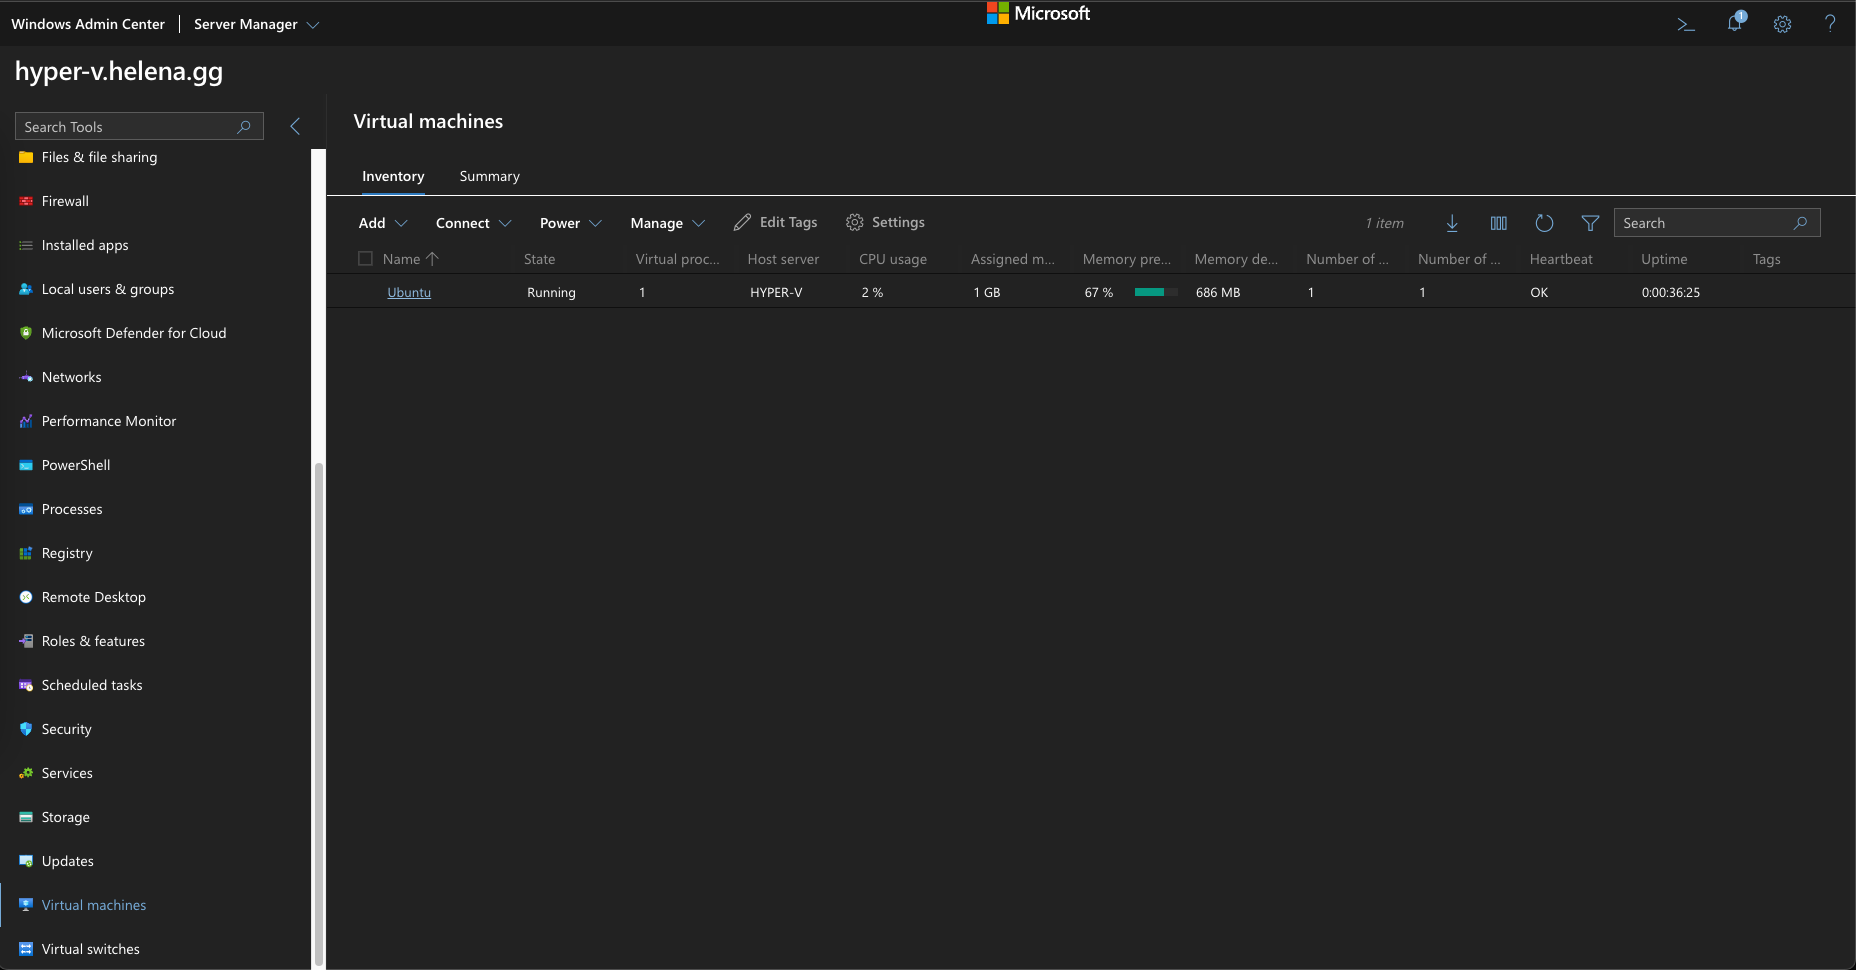 Windows Admin Center | Server Manager
Microsoft
1
hyper-v.helena.gg
Search Tools
Files & file sharing
Firewall
Installed apps
Local users & groups
Microsoft Defender for Cloud
Networks
Performance Monitor
PowerShell
Processes
Registry
Remote Desktop
Roles & features
Scheduled tasks
Security
Services
Storage
Updates
Virtual machines
Virtual switches
Virtual machines
Inventory Summary
Add Connect Power Manage Edit Tags Settings 1 item Search
Name State Virtual proc... Host server CPU usage Assigned m... Memory pre... Memory de... Number of ... Number of ... Heartbeat Uptime Tags
Ubuntu Running 1 HYPER-V 2 % 1 GB 67 % 686 MB 1 1 OK 0:00:36:25